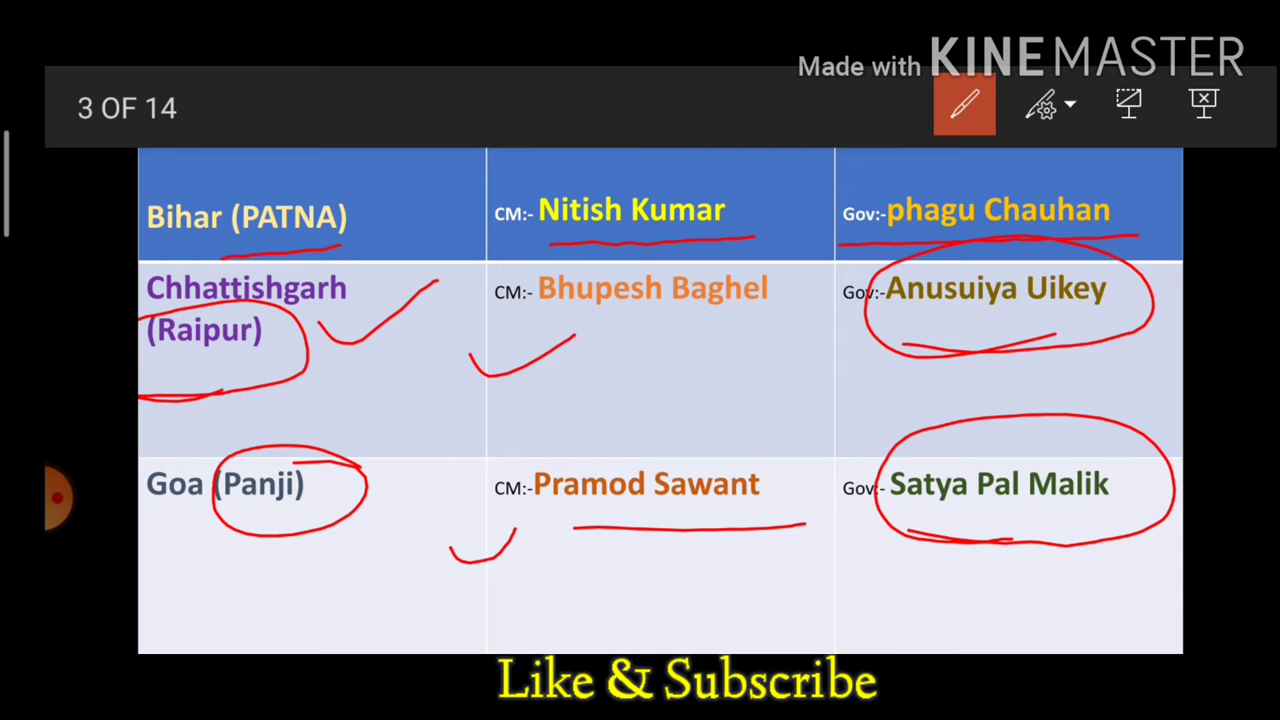 Made with KINEMASTER
3 OF 14
Bihar (PATNA) CM:- Nitish Kumar Gov:-phagu Chauhan
Chhattishgarh CM:- Bhupesh Baghel Gov:-Anusuiya Uikey
(Raipur)
Goa (Panji) CM:-Pramod Sawant Gov:- Satya Pal Malik
Like & Subscribe